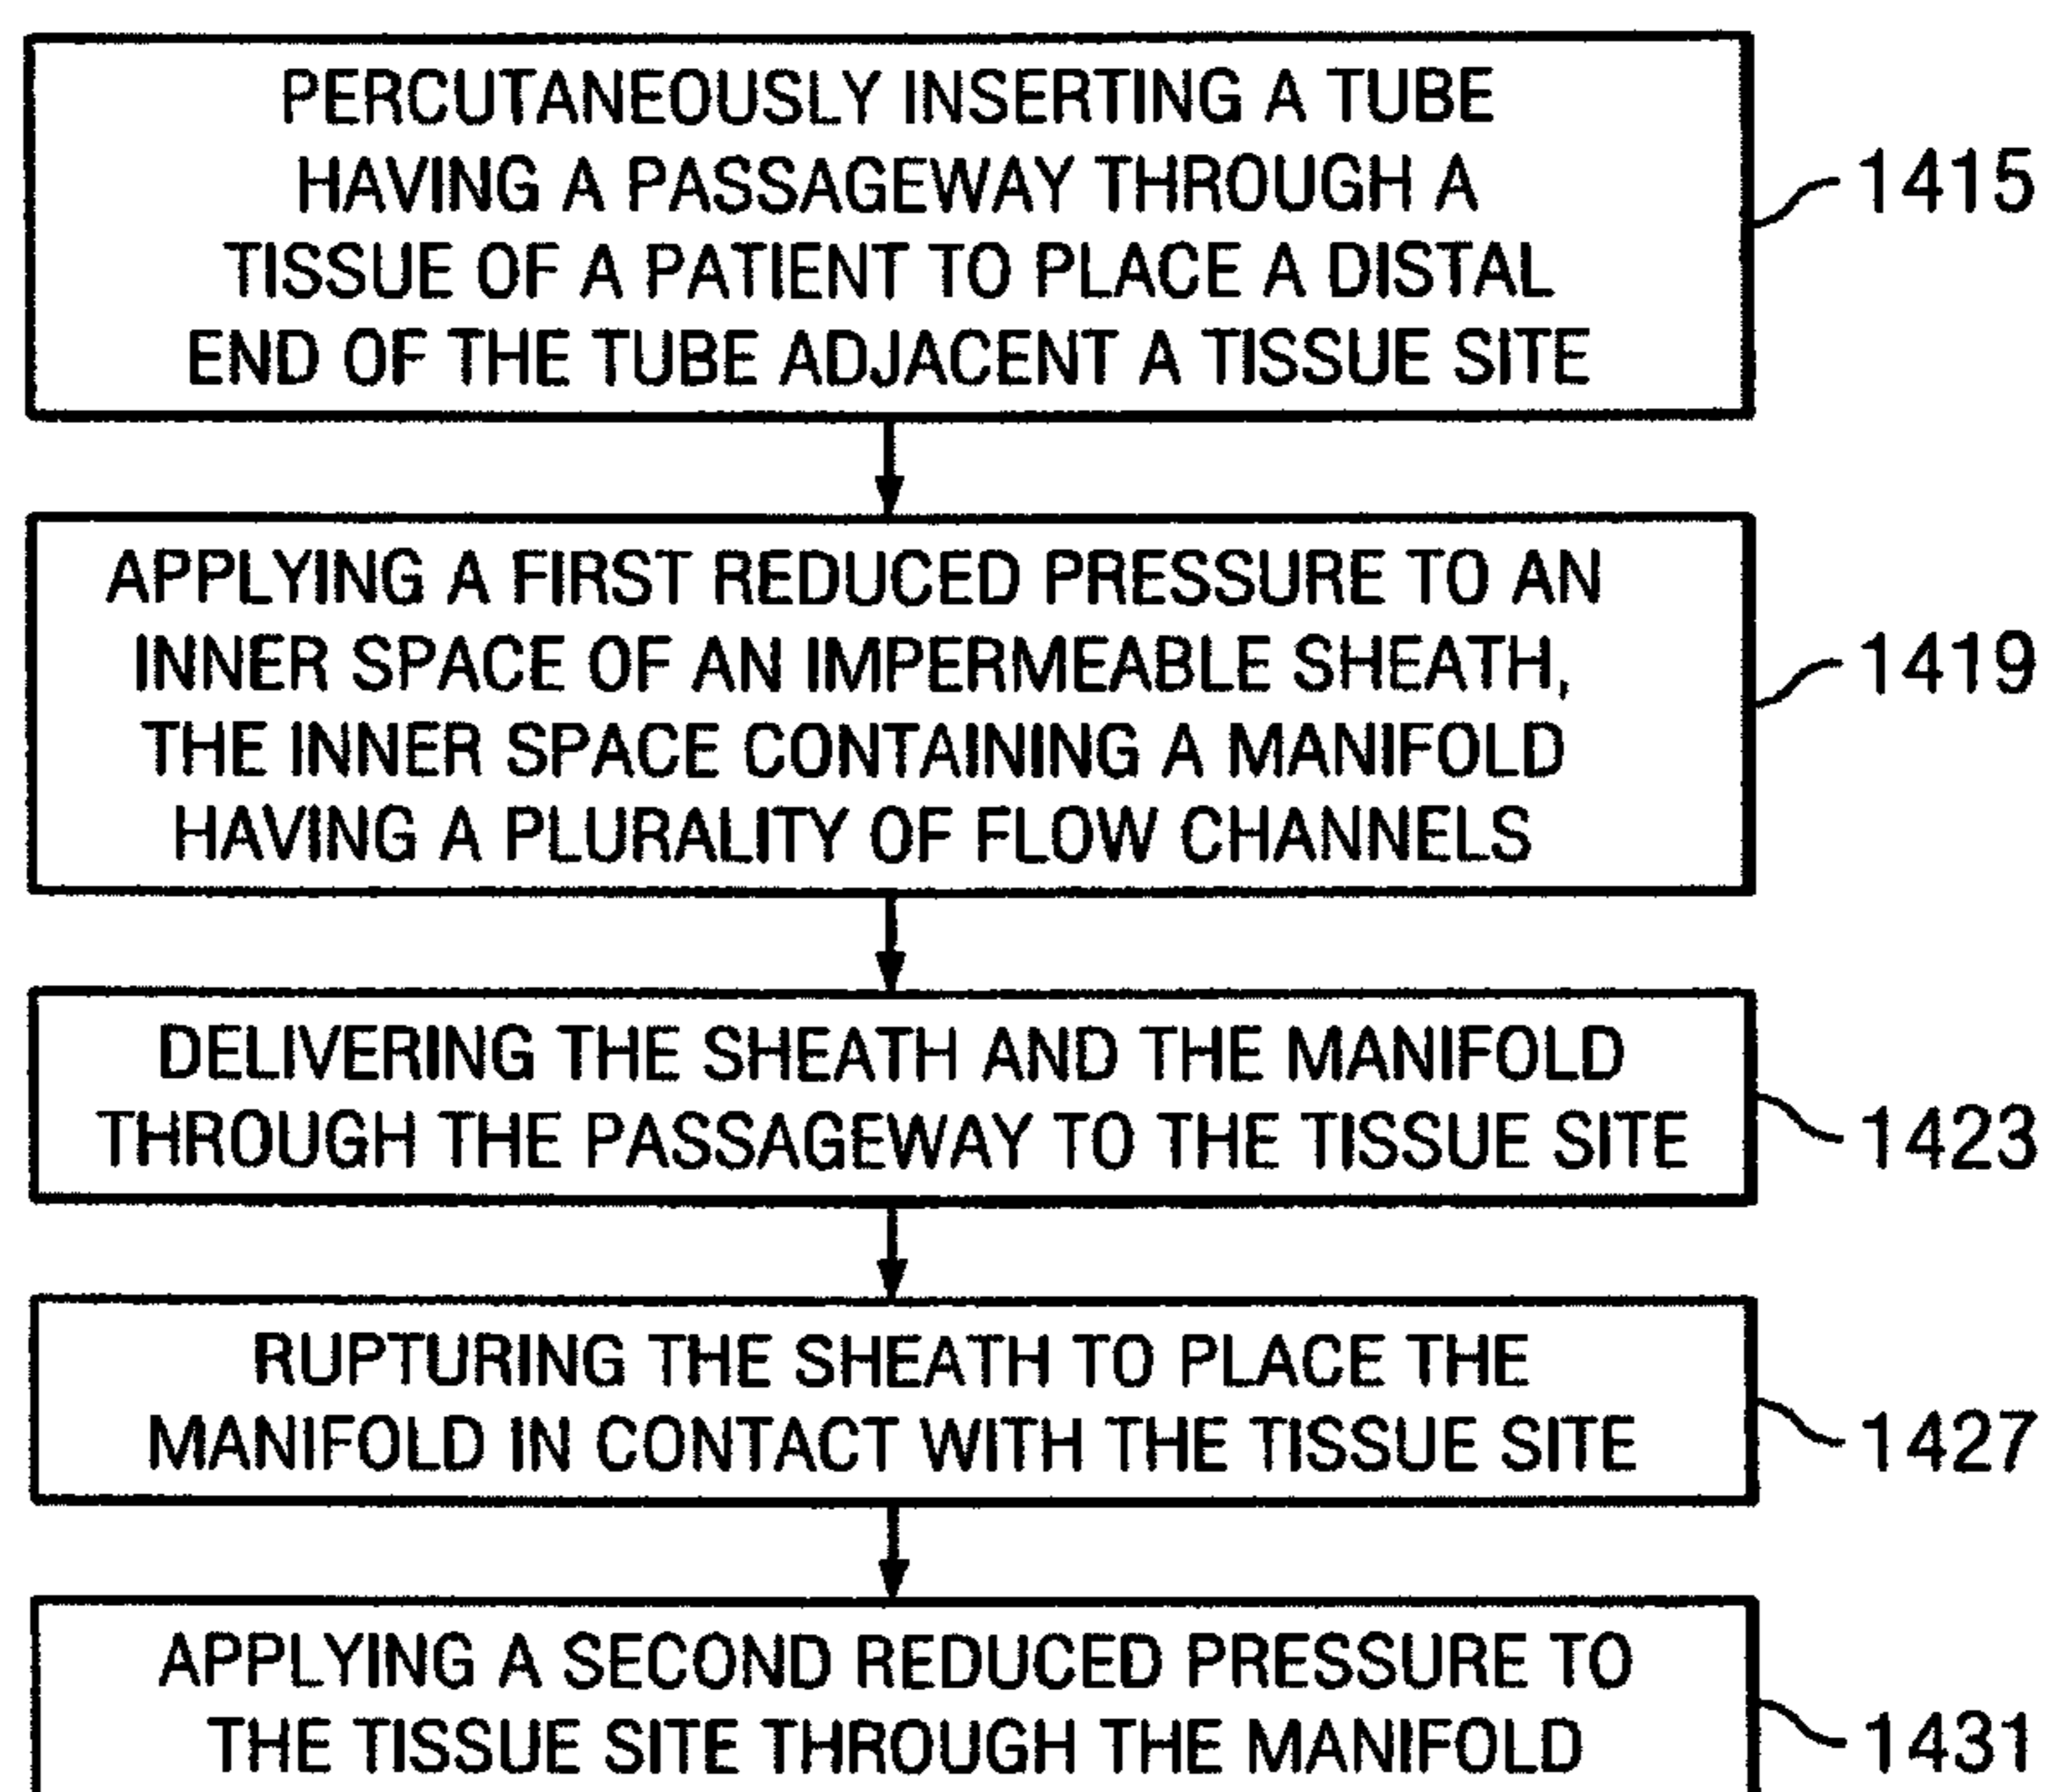 PERCUTANEOUSLY INSERTING A TUBE
HAVING A PASSAGEWAY THROUGH A
TISSUE OF A PATIENT TO PLACE A DISTAL
END OF THE TUBE ADJACENT A TISSUE SITE
1415
APPLYING A FIRST REDUCED PRESSURE TO AN
INNER SPACE OF AN IMPERMEABLE SHEATH,
THE INNER SPACE CONTAINING A MANIFOLD
HAVING A PLURALITY OF FLOW CHANNELS
1419
DELIVERING THE SHEATH AND THE MANIFOLD
THROUGH THE PASSAGEWAY TO THE TISSUE SITE
1423
RUPTURING THE SHEATH TO PLACE THE
MANIFOLD IN CONTACT WITH THE TISSUE SITE
1427
APPLYING A SECOND REDUCED PRESSURE TO
THE TISSUE SITE THROUGH THE MANIFOLD
1431